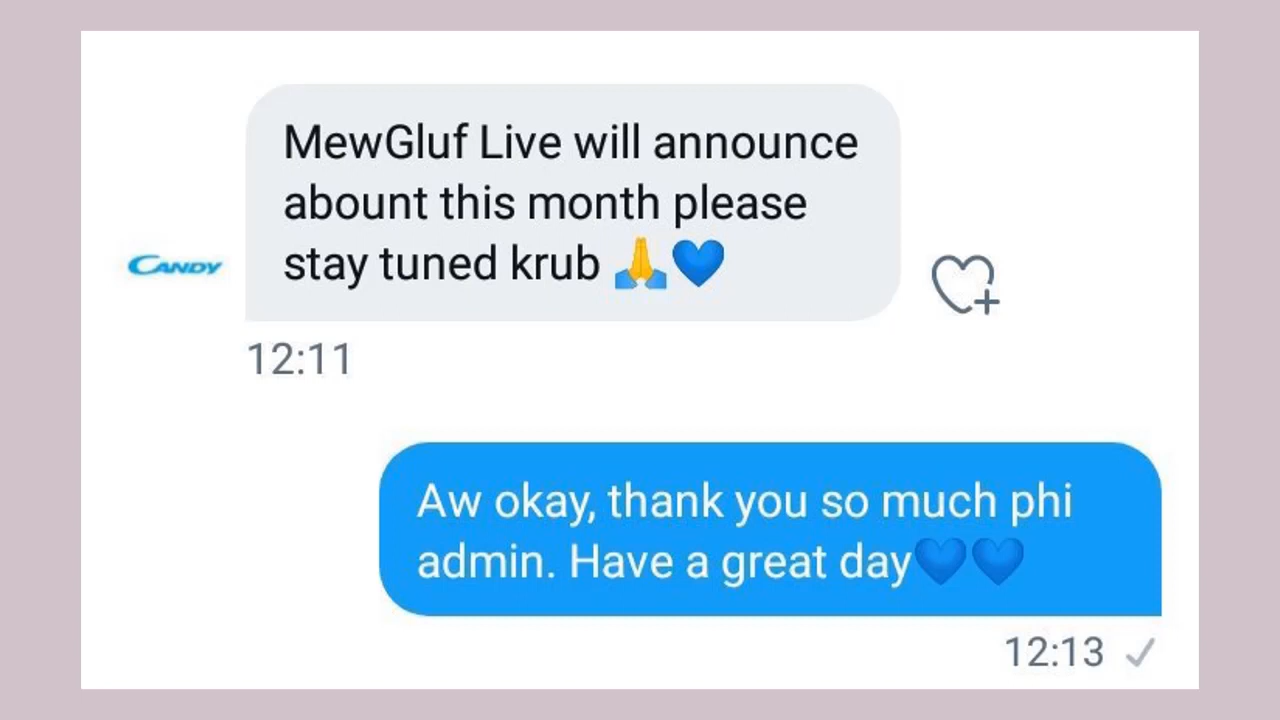 MewGluf Live will announce
abount this month please
stay tuned krub 🙏💙
CANDY
12:11
Aw okay, thank you so much phi
admin. Have a great day💙💙
12:13